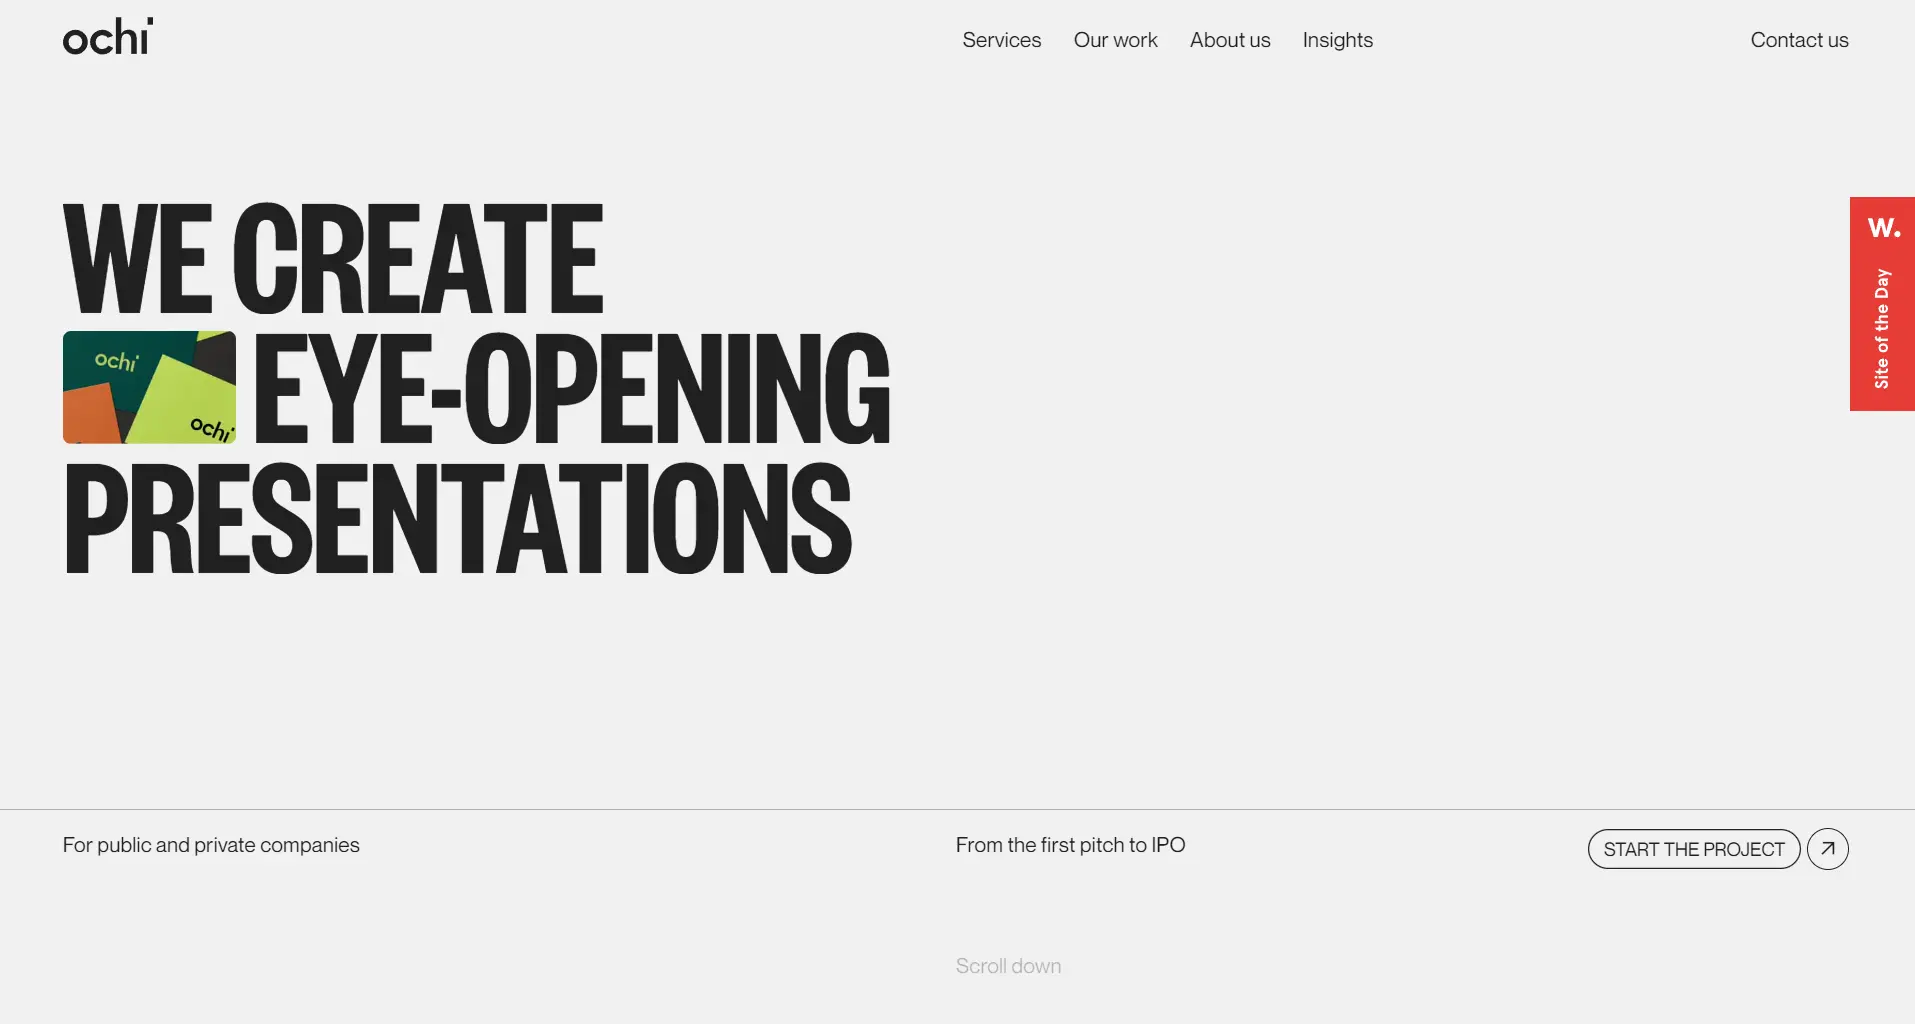 ochi
Services
Our work
About us
Insights
Contact us
WE CREATE
ochi
ochi
EYE-OPENING
PRESENTATIONS
W.
Site of the Day
For public and private companies
From the first pitch to IPO
START THE PROJECT
Scroll down